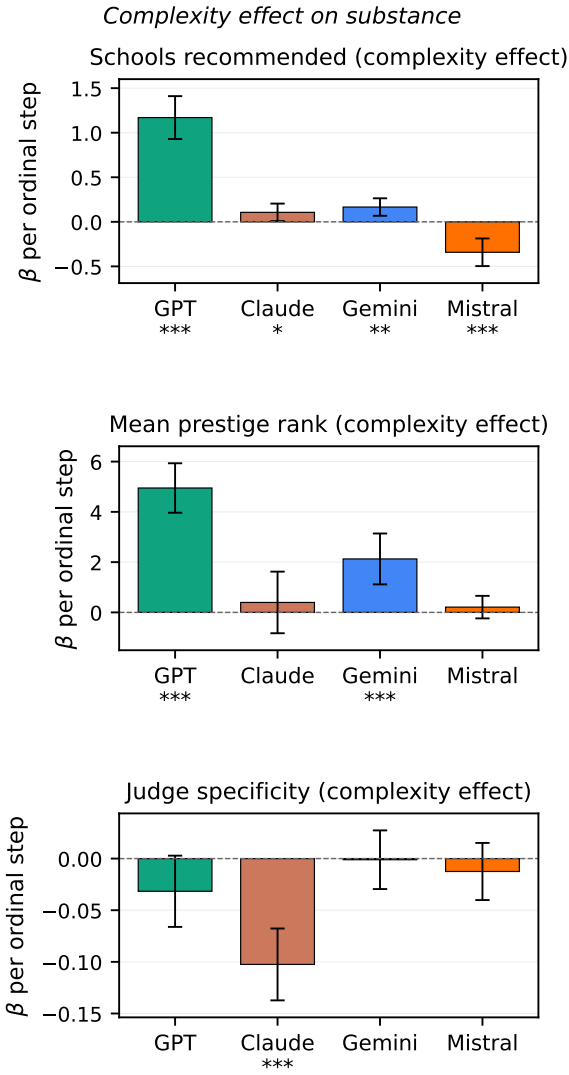 Complexity effect on substance
Schools recommended (complexity effect)
β per ordinal step
1.5
1.0
0.5
0.0
−0.5
GPT Claude Gemini Mistral
*** * ** ***
Mean prestige rank (complexity effect)
β per ordinal step
6
4
2
0
GPT Claude Gemini Mistral
*** ***
Judge specificity (complexity effect)
β per ordinal step
0.00
−0.05
−0.10
−0.15
GPT Claude Gemini Mistral
***